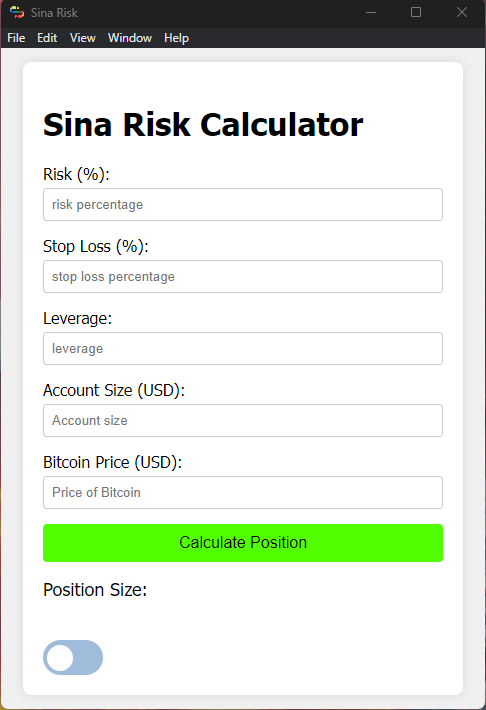 Sina Risk
File Edit View Window Help
Sina Risk Calculator
Risk (%):
risk percentage
Stop Loss (%):
stop loss percentage
Leverage:
leverage
Account Size (USD):
Account size
Bitcoin Price (USD):
Price of Bitcoin
Calculate Position
Position Size: